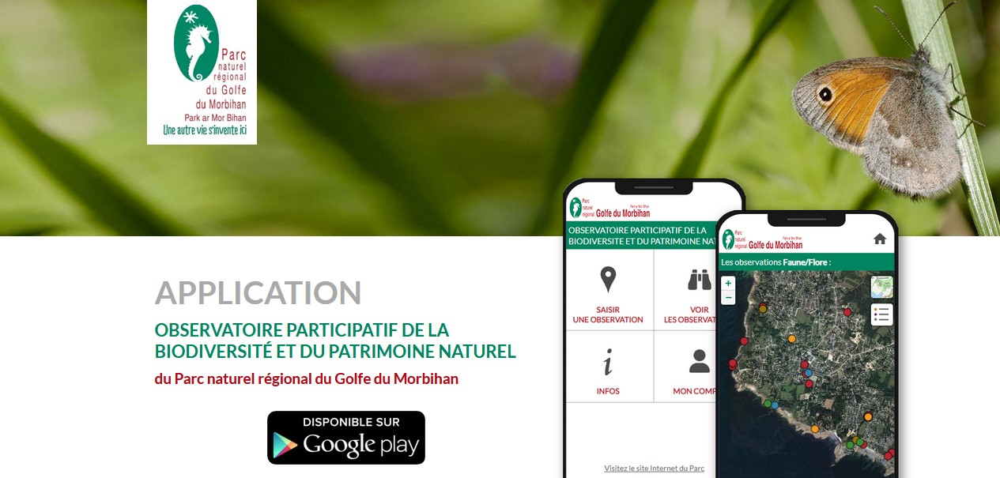 Parc
naturel
régional
du Golfe
du Morbihan
Park ar Mor Bihan
Une autre vie s'invente ici
APPLICATION
OBSERVATOIRE PARTICIPATIF DE LA
BIODIVERSITÉ ET DU PATRIMOINE NATUREL
du Parc naturel régional du Golfe du Morbihan
DISPONIBLE SUR
Google play
Parc
naturel
régional
Park ar Mor Bihan
Golfe du Morbihan
OBSERVATOIRE PARTICIPATIF DE LA
BIODIVERSITE ET DU PATRIMOINE NAT
SAISIR
UNE OBSERVATION
VOIR
LES OBSERVAT
INFOS
MON COMP
Visitez le site Internet du Parc
Parc
naturel
régional
Park ar Mor Bihan
Golfe du Morbihan
Les observations Faune/Flore :
+
−